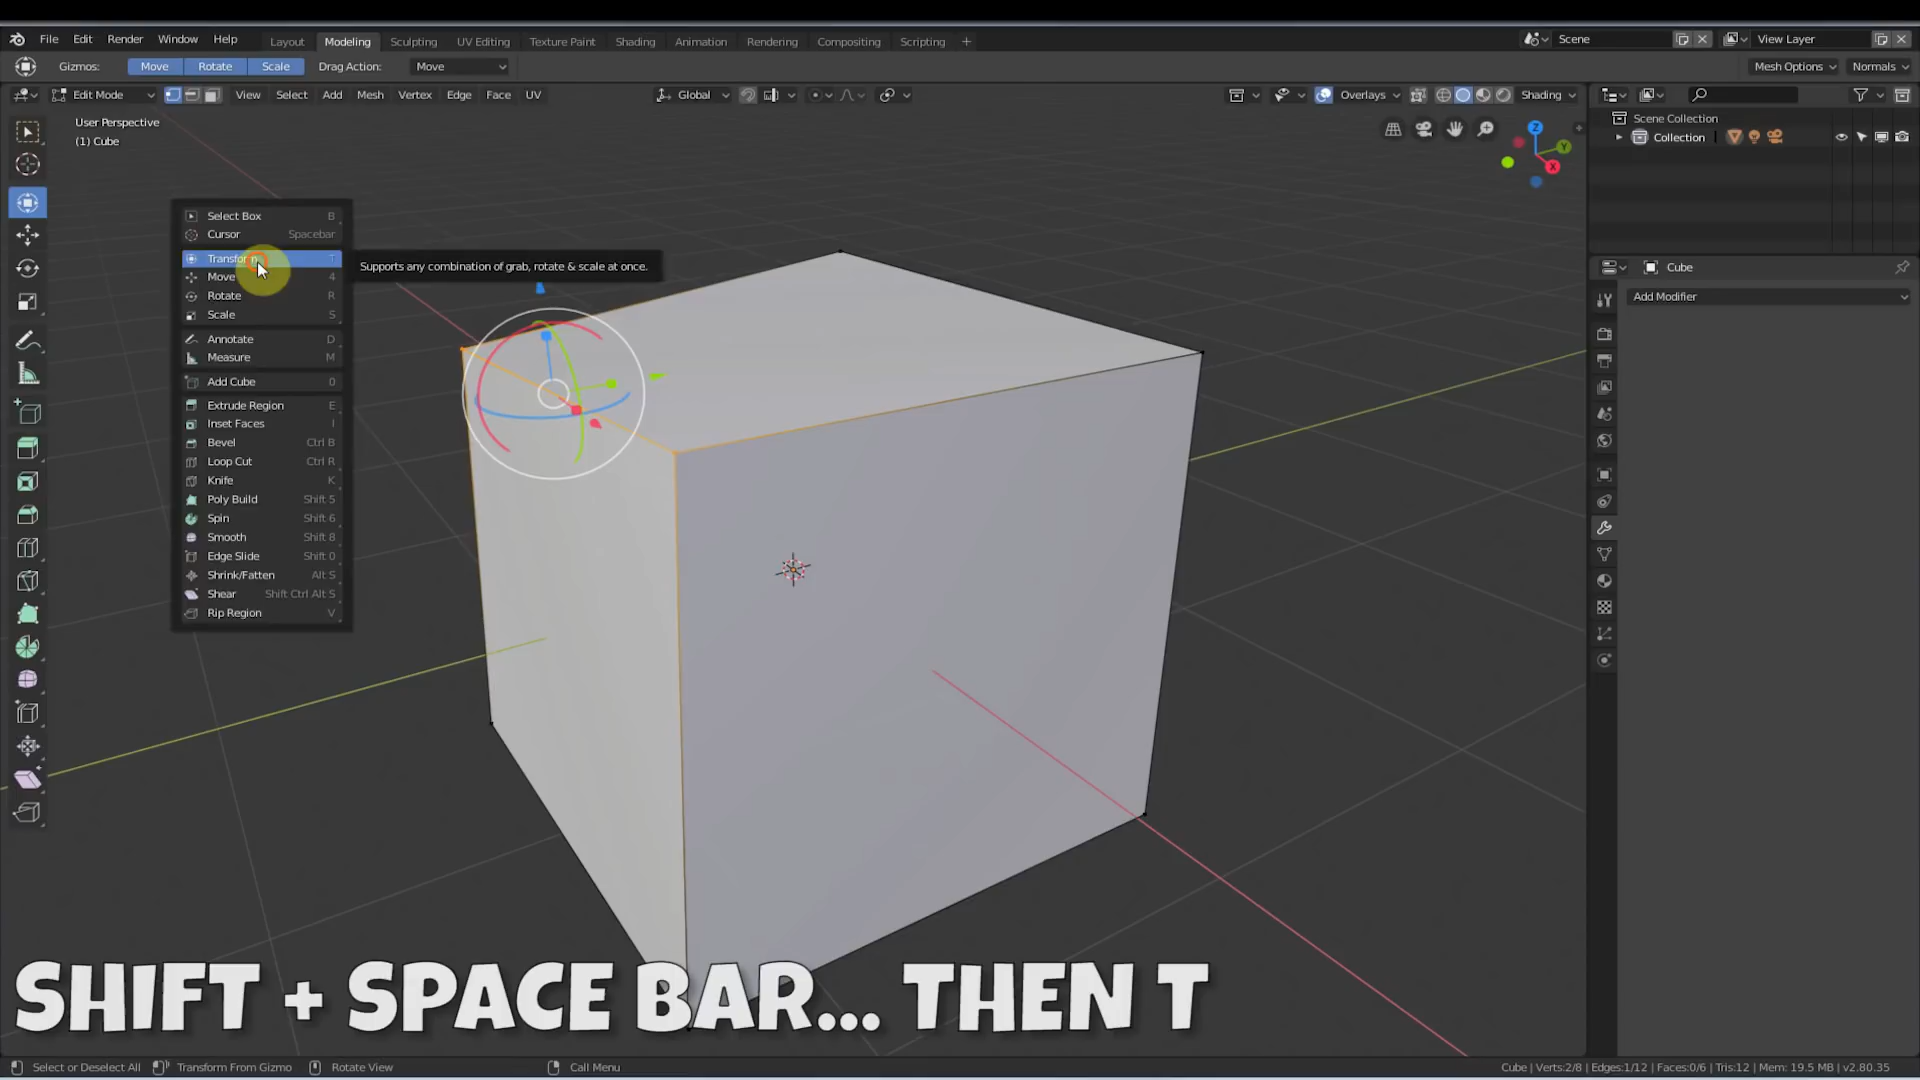 File Edit Render Window Help Layout Modeling Sculpting UV Editing Texture Paint Shading Animation Rendering Compositing Scripting + Scene View Layer
Gizmos: Move Rotate Scale Drag Action: Move Mesh Options Normals
Edit Mode View Select Add Mesh Vertex Edge Face UV Global Overlays Shading
User Perspective
(1) Cube
Scene Collection
Collection
Z
Y
X
Select Box B
Cursor Spacebar
Transform T
Move 4
Rotate R
Scale S
Annotate D
Measure M
Add Cube 0
Extrude Region E
Inset Faces I
Bevel Ctrl B
Loop Cut Ctrl R
Knife K
Poly Build Shift 5
Spin Shift 6
Smooth Shift 8
Edge Slide Shift 0
Shrink/Fatten Alt S
Shear Shift Ctrl Alt S
Rip Region V
Supports any combination of grab, rotate & scale at once.
Cube
Add Modifier
SHIFT + SPACE BAR... THEN T
Select or Deselect All Transform From Gizmo Rotate View Call Menu Cube | Verts:2/8 | Edges:1/12 | Faces:0/6 | Tris:12 | Mem: 19.5 MB | v2.80.35